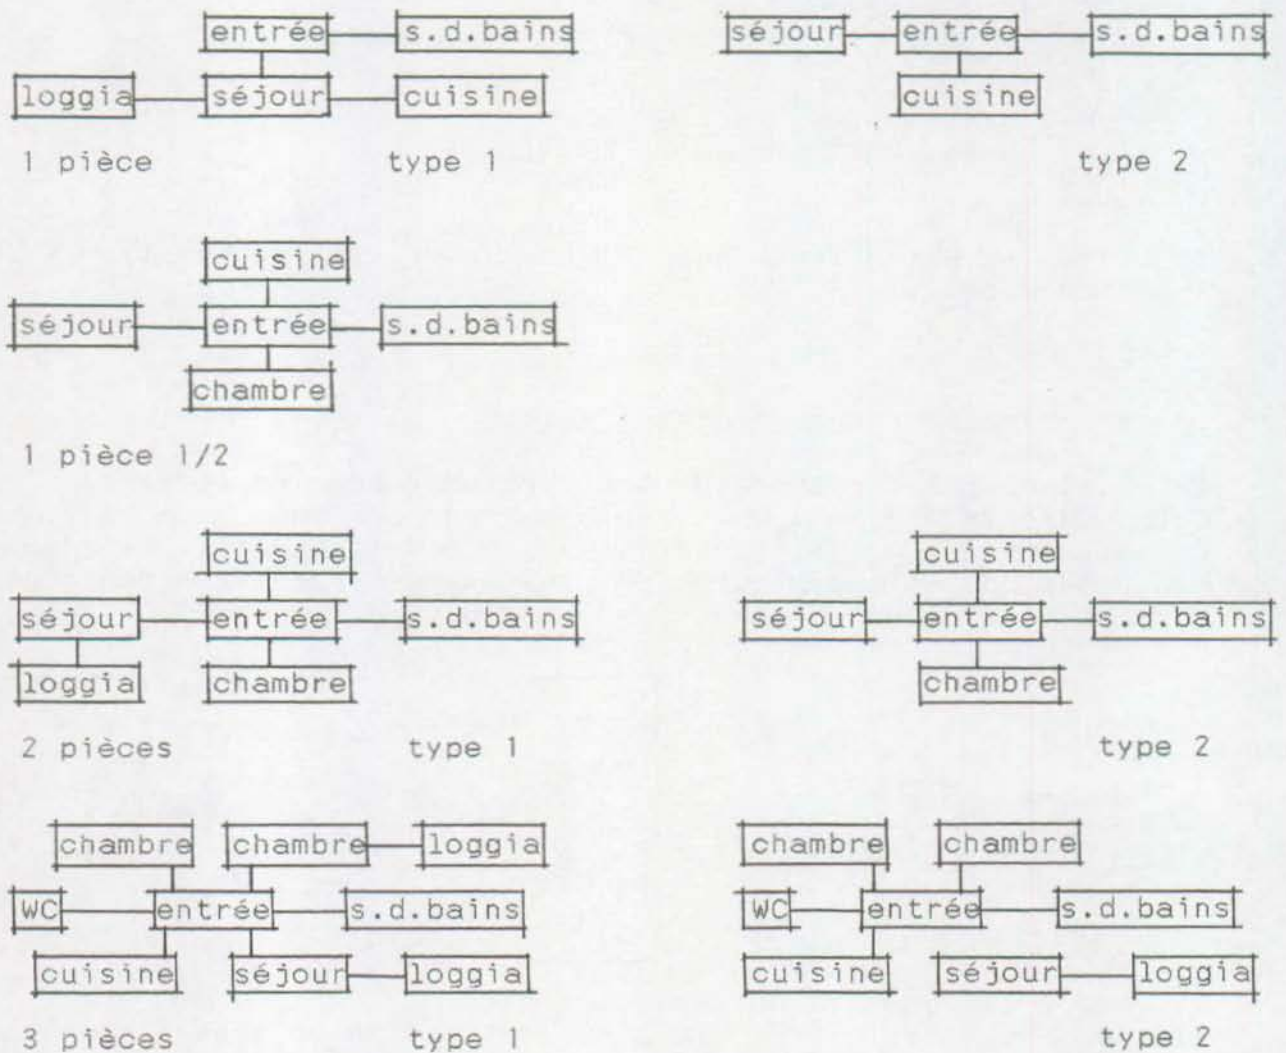 entrée s.d.bains séjour entrée s.d.bains
loggia séjour cuisine cuisine
1 pièce type 1 type 2
cuisine
séjour entrée s.d.bains
chambre
1 pièce 1/2
cuisine cuisine
séjour entrée s.d.bains séjour entrée s.d.bains
loggia chambre chambre
2 pièces type 1 type 2
chambre chambre loggia chambre chambre
WC entrée s.d.bains WC entrée s.d.bains
cuisine séjour loggia cuisine séjour loggia
3 pièces type 1 type 2